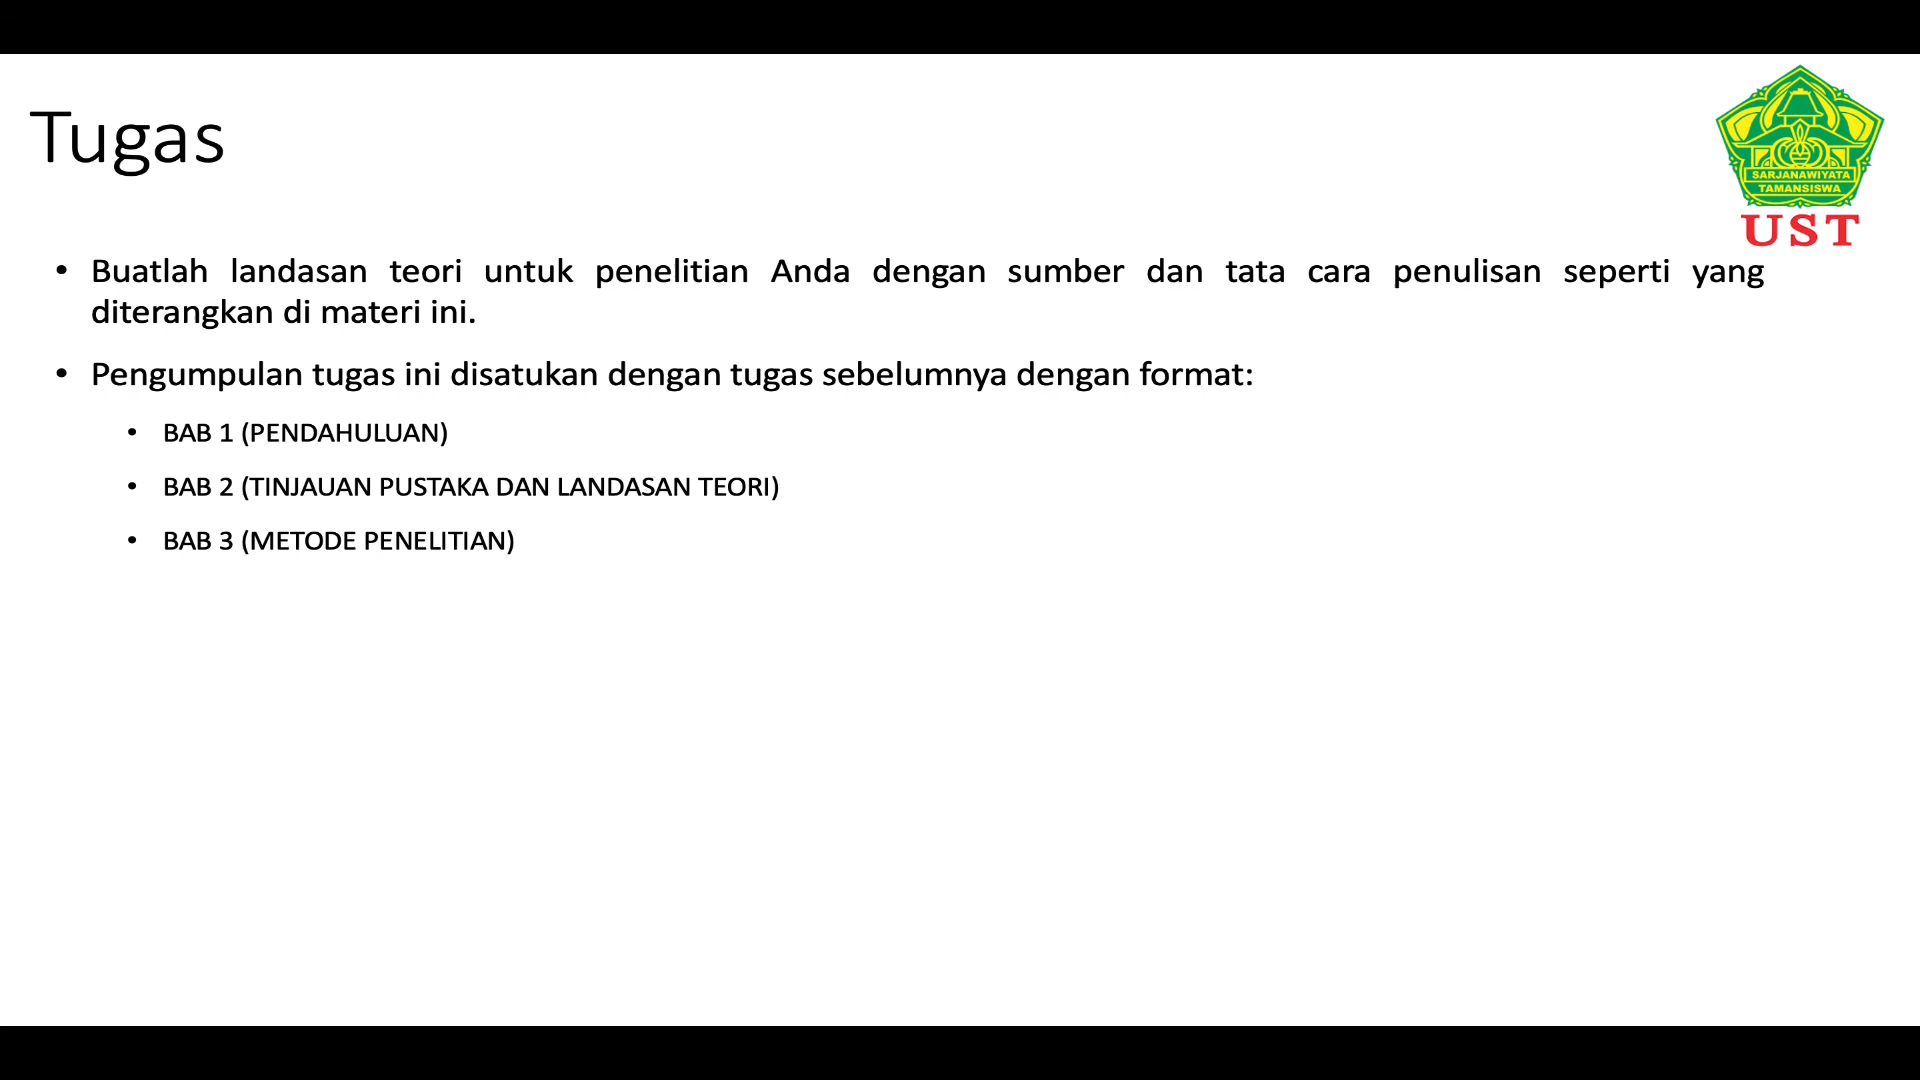 Tugas
SARJANAWIYATA
TAMANSISWA
UST
• Buatlah landasan teori untuk penelitian Anda dengan sumber dan tata cara penulisan seperti yang
diterangkan di materi ini.
• Pengumpulan tugas ini disatukan dengan tugas sebelumnya dengan format:
• BAB 1 (PENDAHULUAN)
• BAB 2 (TINJAUAN PUSTAKA DAN LANDASAN TEORI)
• BAB 3 (METODE PENELITIAN)